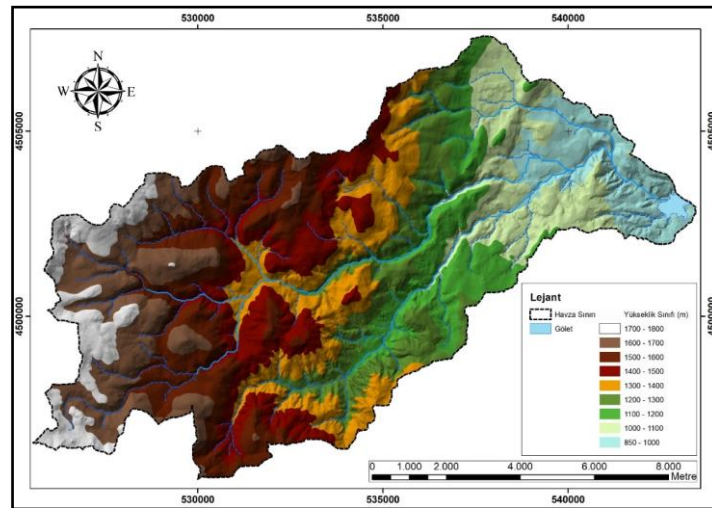 530000 535000 540000
N
W E
S
4505000
4505000
4500000
4500000
Lejant
Havza Sınırı Yükseklik Sınıfı (m)
Gölet 1700 - 1800
1600 - 1700
1500 - 1600
1400 - 1500
1300 - 1400
1200 - 1300
1100 - 1200
1000 - 1100
850 - 1000
0 1.000 2.000 4.000 6.000 8.000
Metre
530000 535000 540000